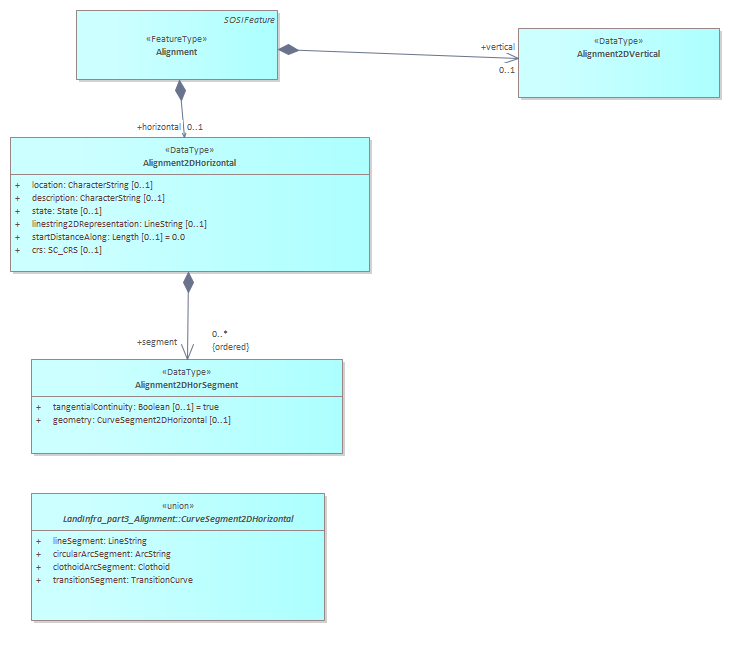 SOSIFeature
«FeatureType»
Alignment
+vertical
0..1
«DataType»
Alignment2DVertical
+horizontal 0..1
«DataType»
Alignment2DHorizontal
+ location: CharacterString [0..1]
+ description: CharacterString [0..1]
+ state: State [0..1]
+ linestring2DRepresentation: LineString [0..1]
+ startDistanceAlong: Length [0..1] = 0.0
+ crs: SC_CRS [0..1]
+segment
0..*
{ordered}
«DataType»
Alignment2DHorSegment
+ tangentialContinuity: Boolean [0..1] = true
+ geometry: CurveSegment2DHorizontal [0..1]
«union»
LandInfra_part3_Alignment::CurveSegment2DHorizontal
+ lineSegment: LineString
+ circularArcSegment: ArcString
+ clothoidArcSegment: Clothoid
+ transitionSegment: TransitionCurve